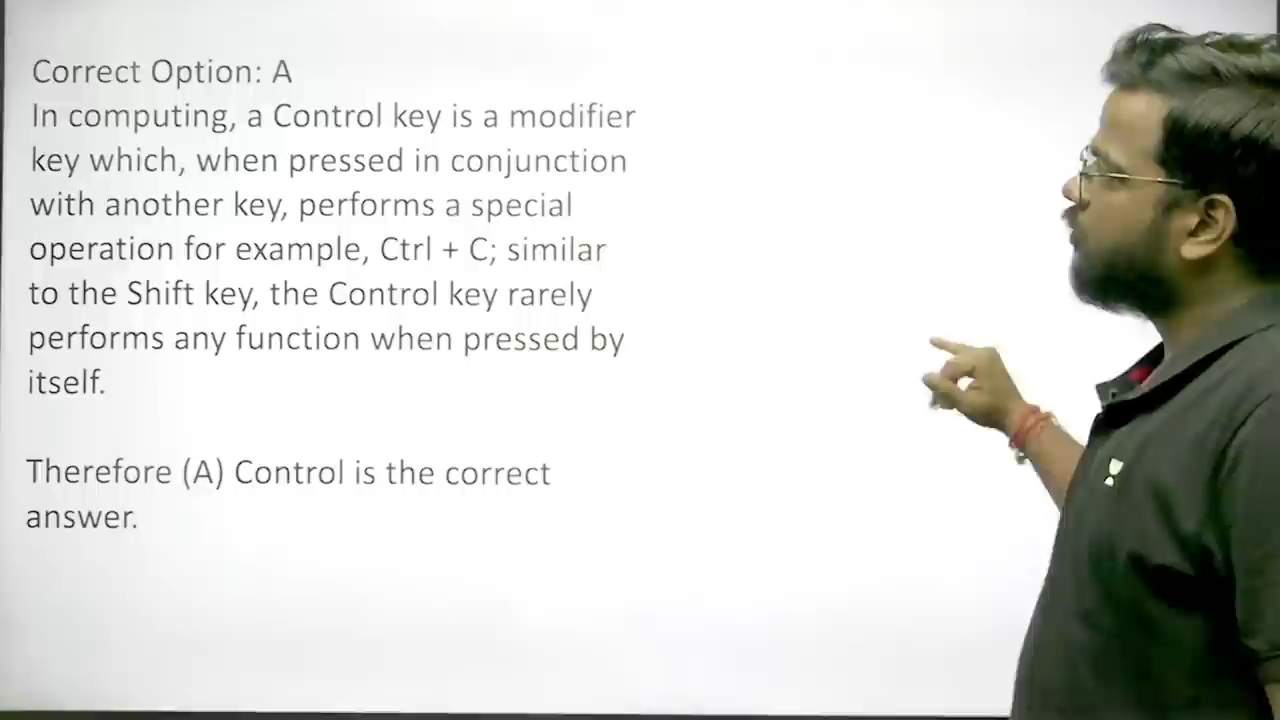 Correct Option: A
In computing, a Control key is a modifier
key which, when pressed in conjunction
with another key, performs a special
operation for example, Ctrl + C; similar
to the Shift key, the Control key rarely
performs any function when pressed by
itself.
Therefore (A) Control is the correct
answer.